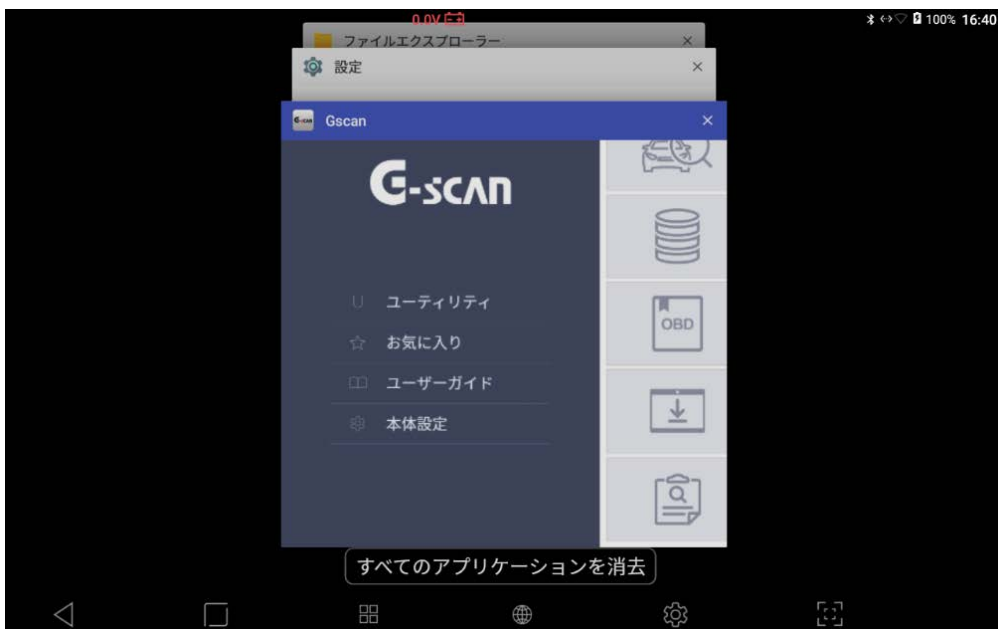 0.0V
100% 16:40
ファイルエクスプローラー
設定
G-scan
Gscan
G-scan
U ユーティリティ
お気に入り
ユーザーガイド
本体設定
OBD
すべてのアプリケーションを消去